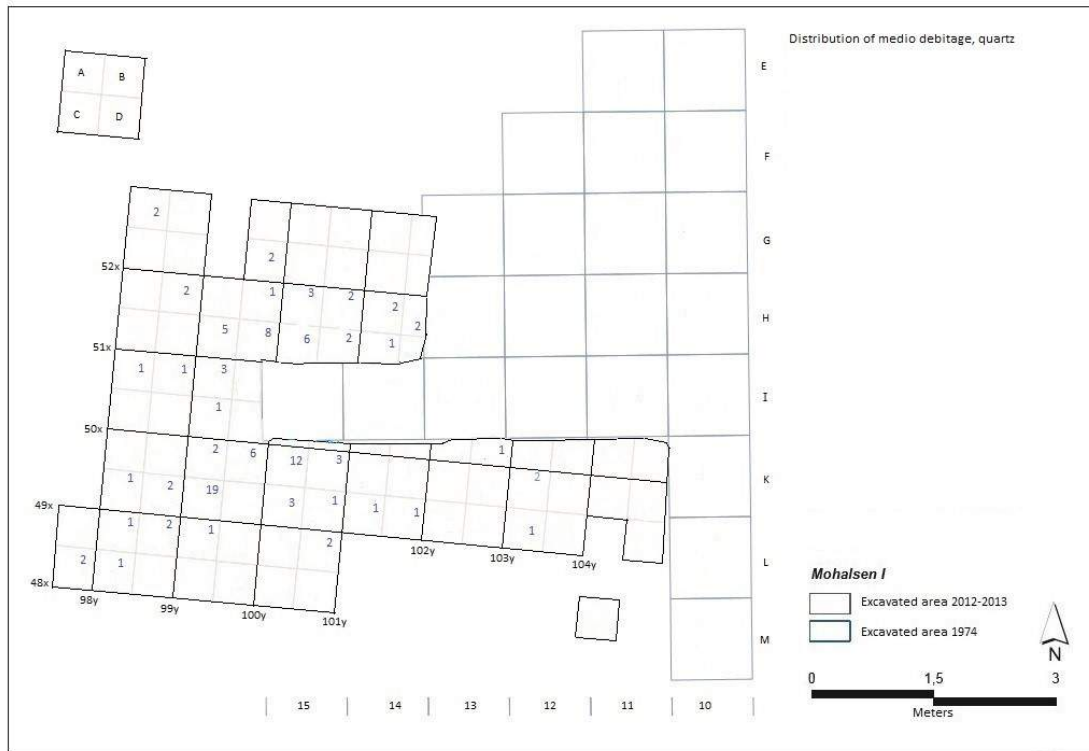 Distribution of medio debitage, quartz
E
A B
C D
F
2
G
2
52x
2 1 3 2 2
H
5 8 6 2 1 2
51x
1 1 3
I
1
50x
2 6 12 3 1
K
1 2 19 3 1 1 1 2
49x
1 2 1 2 1
L
2 1
48x
98y 99y 100y 101y 102y 103y 104y
M
Mohalsen I
Excavated area 2012-2013
Excavated area 1974
N
0 1,5 3
Meters
15 14 13 12 11 10